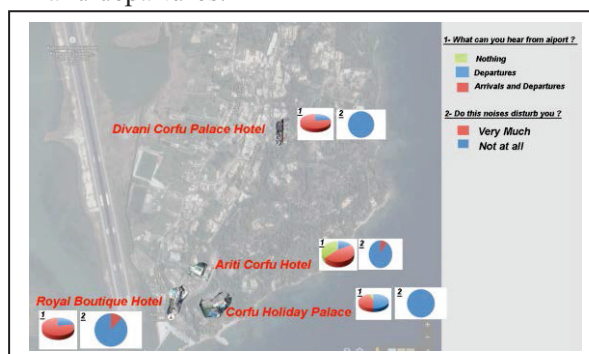 and departures.
1- What can you hear from aiport ?
Nothing
Departures
Arrivals and Departures
2- Do this noises disturb you ?
Very Much
Not at all
Divani Corfu Palace Hotel
1
2
Ariti Corfu Hotel
1
2
Royal Boutique Hotel
1
2
Corfu Holiday Palace
1
2